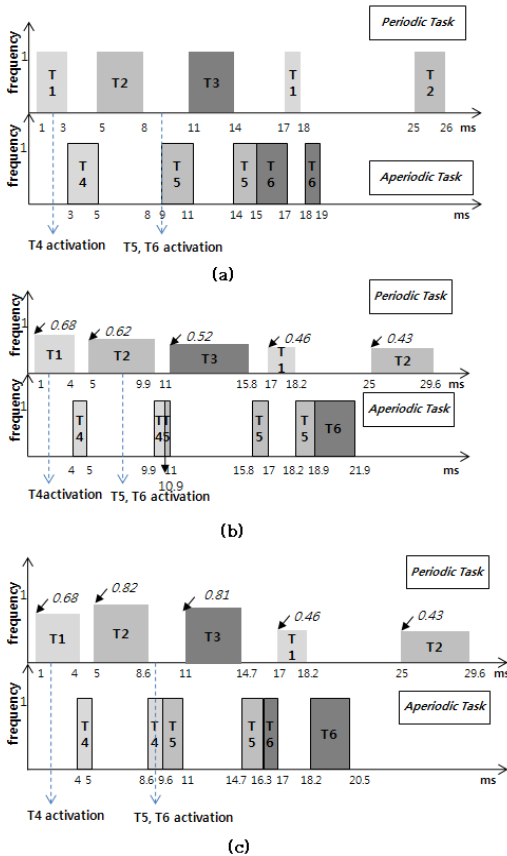 Periodic Task
frequency
1
T
1
T2
T3
T
1
T
2
1 3 5 8 11 14 17 18 25 26 ms
frequency
1
Aperiodic Task
T
4
T
5
T
5
T
6
T
6
3 5 8 9 11 14 15 17 18 19
T4 activation
T5, T6 activation
(a)
Periodic Task
frequency
1
0.68 0.62 0.52 0.46 0.43
T1
T2
T3
T
1
T2
1 4 5 9.9 11 15.8 17 18.2 25 29.6 ms
frequency
1
Aperiodic Task
T
4
T
4
T
5
T
5
T
5
T6
4 5 9.9 11 15.8 17 18.2 18.9 21.9
10.9
T4activation
T5, T6 activation
(b)
Periodic Task
frequency
1
0.68 0.82 0.81 0.46 0.43
T1
T2
T3
T
1
T2
1 4 5 8.6 11 14.7 17 18.2 25 29.6 ms
frequency
1
Aperiodic Task
T
4
T
4
T
5
T
5
T
6
T6
4 5 8.6 9.6 11 14.7 16.3 17 18.2 20.5 ms
T4 activation
T5, T6 activation
(c)